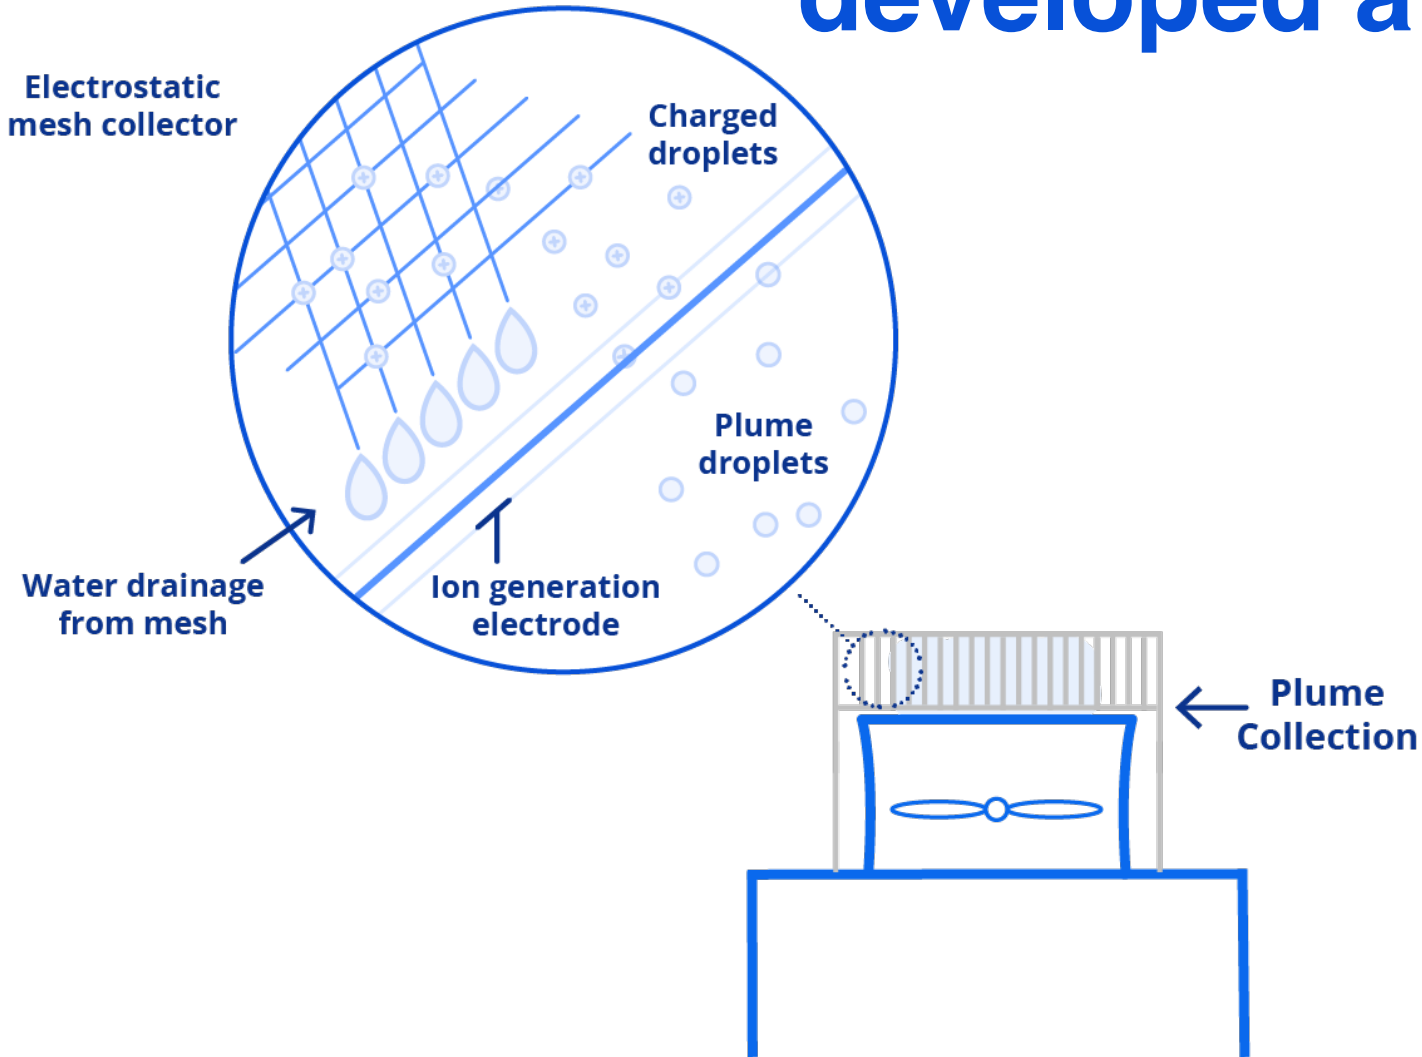 developed a
Electrostatic
mesh collector
Charged
droplets
Plume
droplets
Water drainage
from mesh
Ion generation
electrode
Plume
Collection